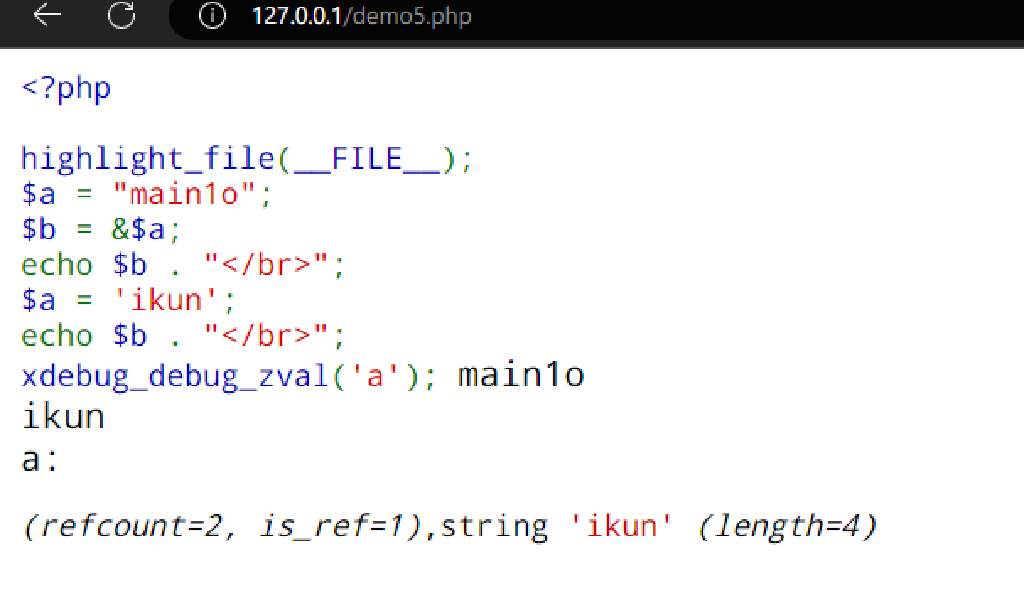 127.0.0.1/demo5.php
<?php
highlight_file(__FILE__);
$a = "main1o";
$b = &$a;
echo $b . "</br>";
$a = 'ikun';
echo $b . "</br>";
xdebug_debug_zval('a'); main1o
ikun
a:
(refcount=2, is_ref=1),string 'ikun' (length=4)